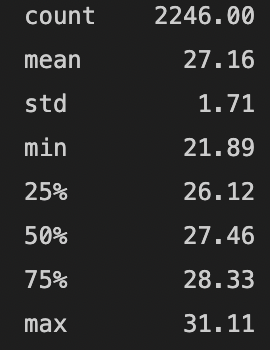 count 2246.00
mean 27.16
std 1.71
min 21.89
25% 26.12
50% 27.46
75% 28.33
max 31.11